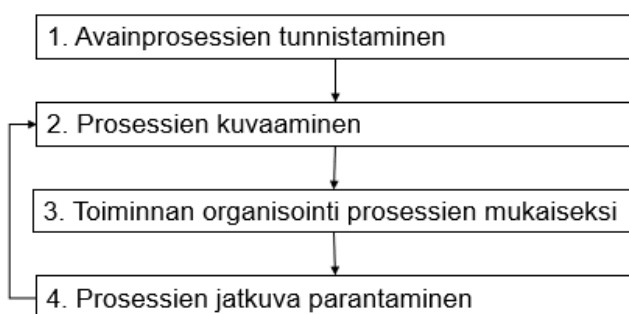 1. Avainprosessien tunnistaminen
2. Prosessien kuvaaminen
3. Toiminnan organisointi prosessien mukaiseksi
4. Prosessien jatkuva parantaminen